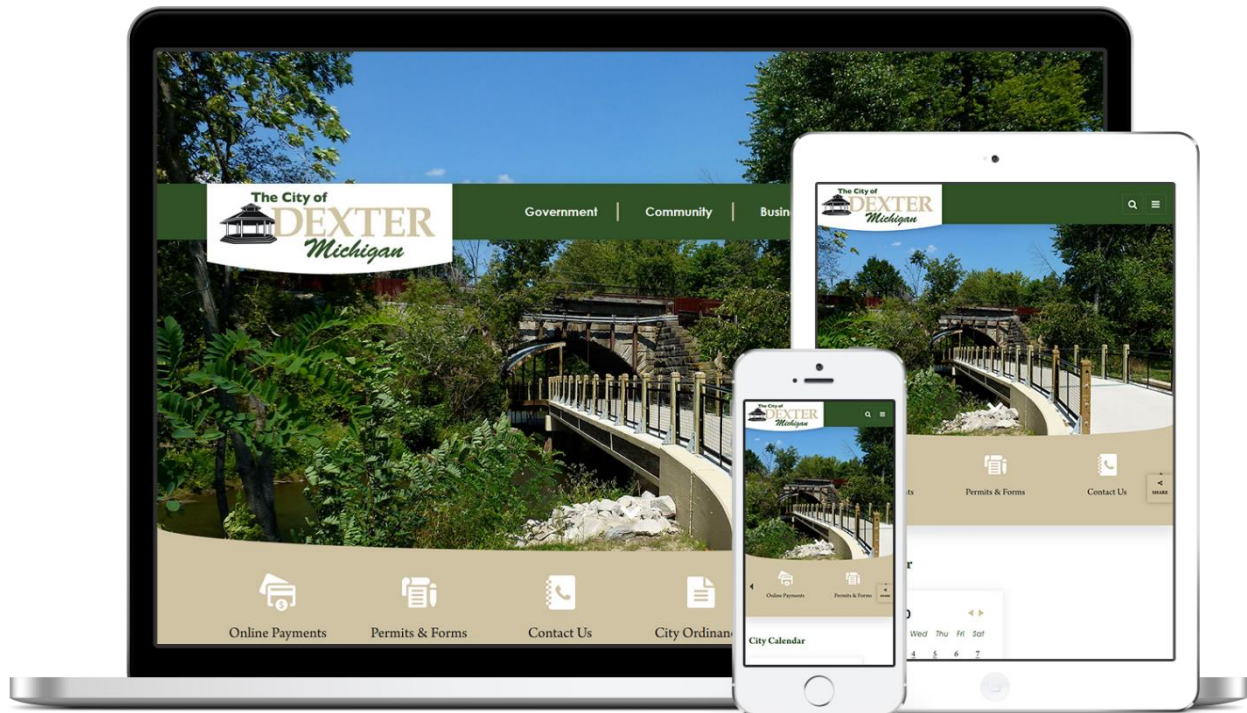 The City of
DEXTER
Michigan
Government | Community |
Online Payments
Permits & Forms
Contact Us
City
The City of
DEXTER
Michigan
Permits & Forms
Contact Us
SHARE
Wed Thu Fri Sat
4 5 6 7
The City of
DEXTER
Michigan
Online Payments
Permits & Forms
SHARE
City Calendar